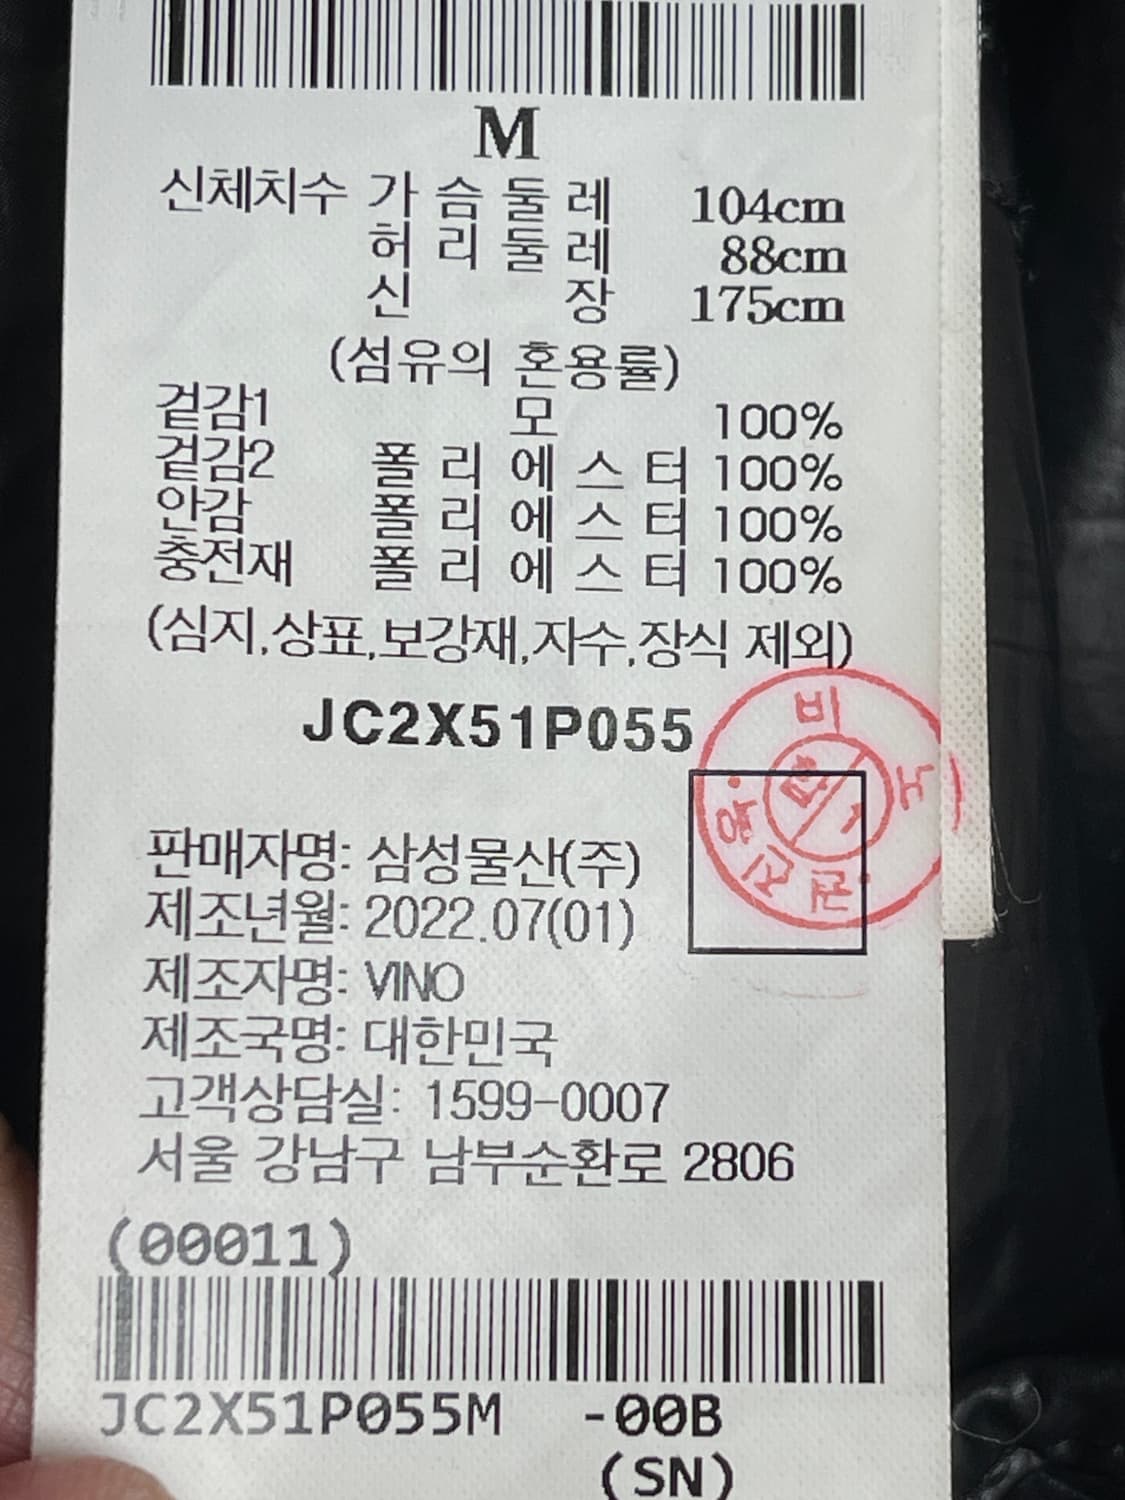 M
신체치수 가슴둘레 104cm
허리둘레 88cm
신 장 175cm
(섬유의 혼용률)
겉감1 모 100%
겉감2 폴리에스터 100%
안감 폴리에스터 100%
충전재 폴리에스터 100%
(심지,상표,보강재,자수,장식 제외)
JC2X51P055
비노
판매자명: 삼성물산(주)
제조년월: 2022.07(01)
제조자명: VINO
제조국명: 대한민국
고객상담실: 1599-0007
서울 강남구 남부순환로 2806
(00011)
JC2X51P055M -00B
(SN)